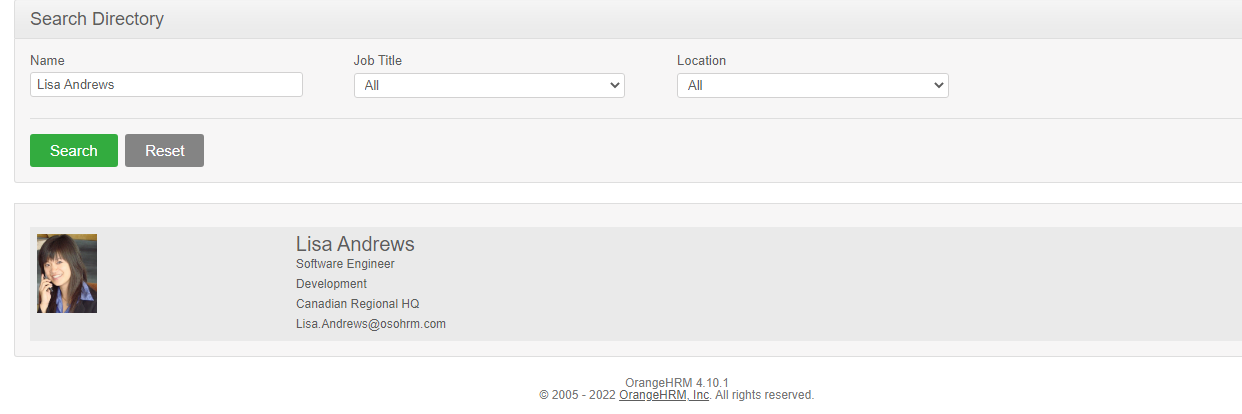 Search Directory
Name
Job Title
Location
Lisa Andrews
All
All
Search
Reset
Lisa Andrews
Software Engineer
Development
Canadian Regional HQ
Lisa.Andrews@osohrm.com
OrangeHRM 4.10.1
© 2005 - 2022 OrangeHRM, Inc. All rights reserved.